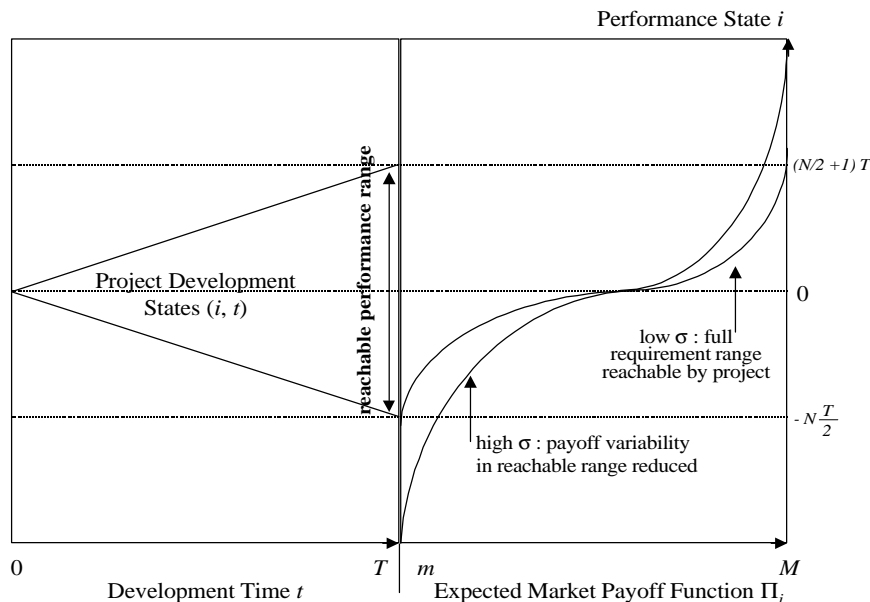 Performance State i
(N/2 +1) T
reachable performance range
Project Development
States (i, t)
0
low σ : full
requirement range
reachable by project
- N T/2
high σ : payoff variability
in reachable range reduced
0
T
m
M
Development Time t
Expected Market Payoff Function Πi